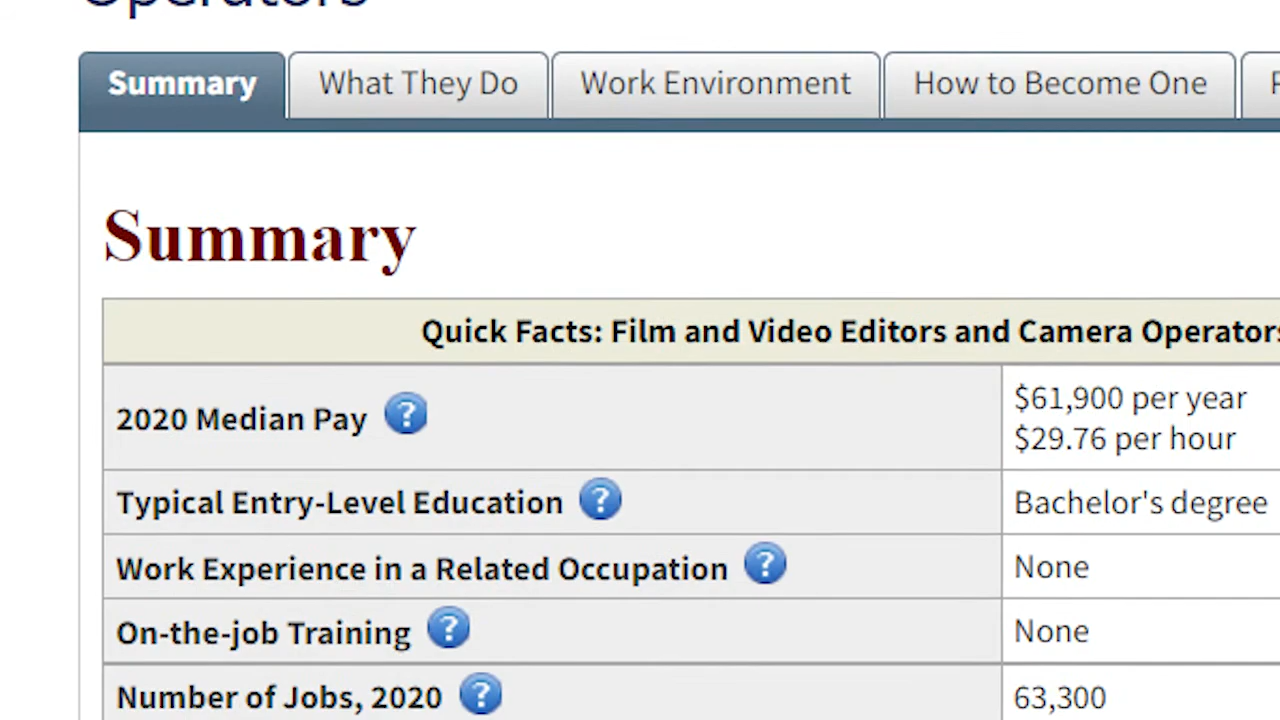 Operators
Summary
What They Do
Work Environment
How to Become One
Summary
Quick Facts: Film and Video Editors and Camera Operators
2020 Median Pay ?
$61,900 per year
$29.76 per hour
Typical Entry-Level Education ?
Bachelor's degree
Work Experience in a Related Occupation ?
None
On-the-job Training ?
None
Number of Jobs, 2020 ?
63,300